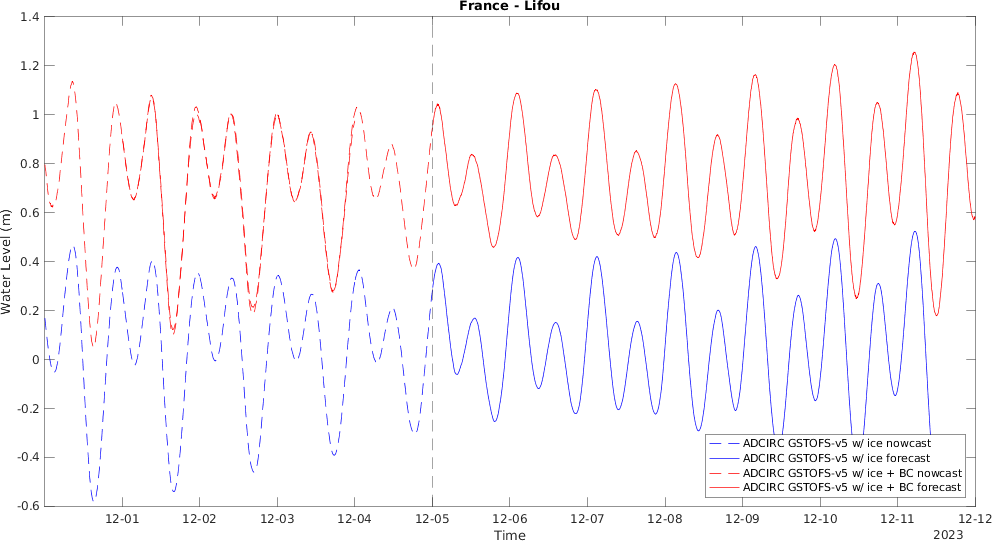 France - Lifou
Water Level (m)
1.4
1.2
1
0.8
0.6
0.4
0.2
0
-0.2
-0.4
-0.6
ADCIRC GSTOFS-v5 w/ ice nowcast
ADCIRC GSTOFS-v5 w/ ice forecast
ADCIRC GSTOFS-v5 w/ ice + BC nowcast
ADCIRC GSTOFS-v5 w/ ice + BC forecast
12-01 12-02 12-03 12-04 12-05 12-06 12-07 12-08 12-09 12-10 12-11 12-12
Time
2023